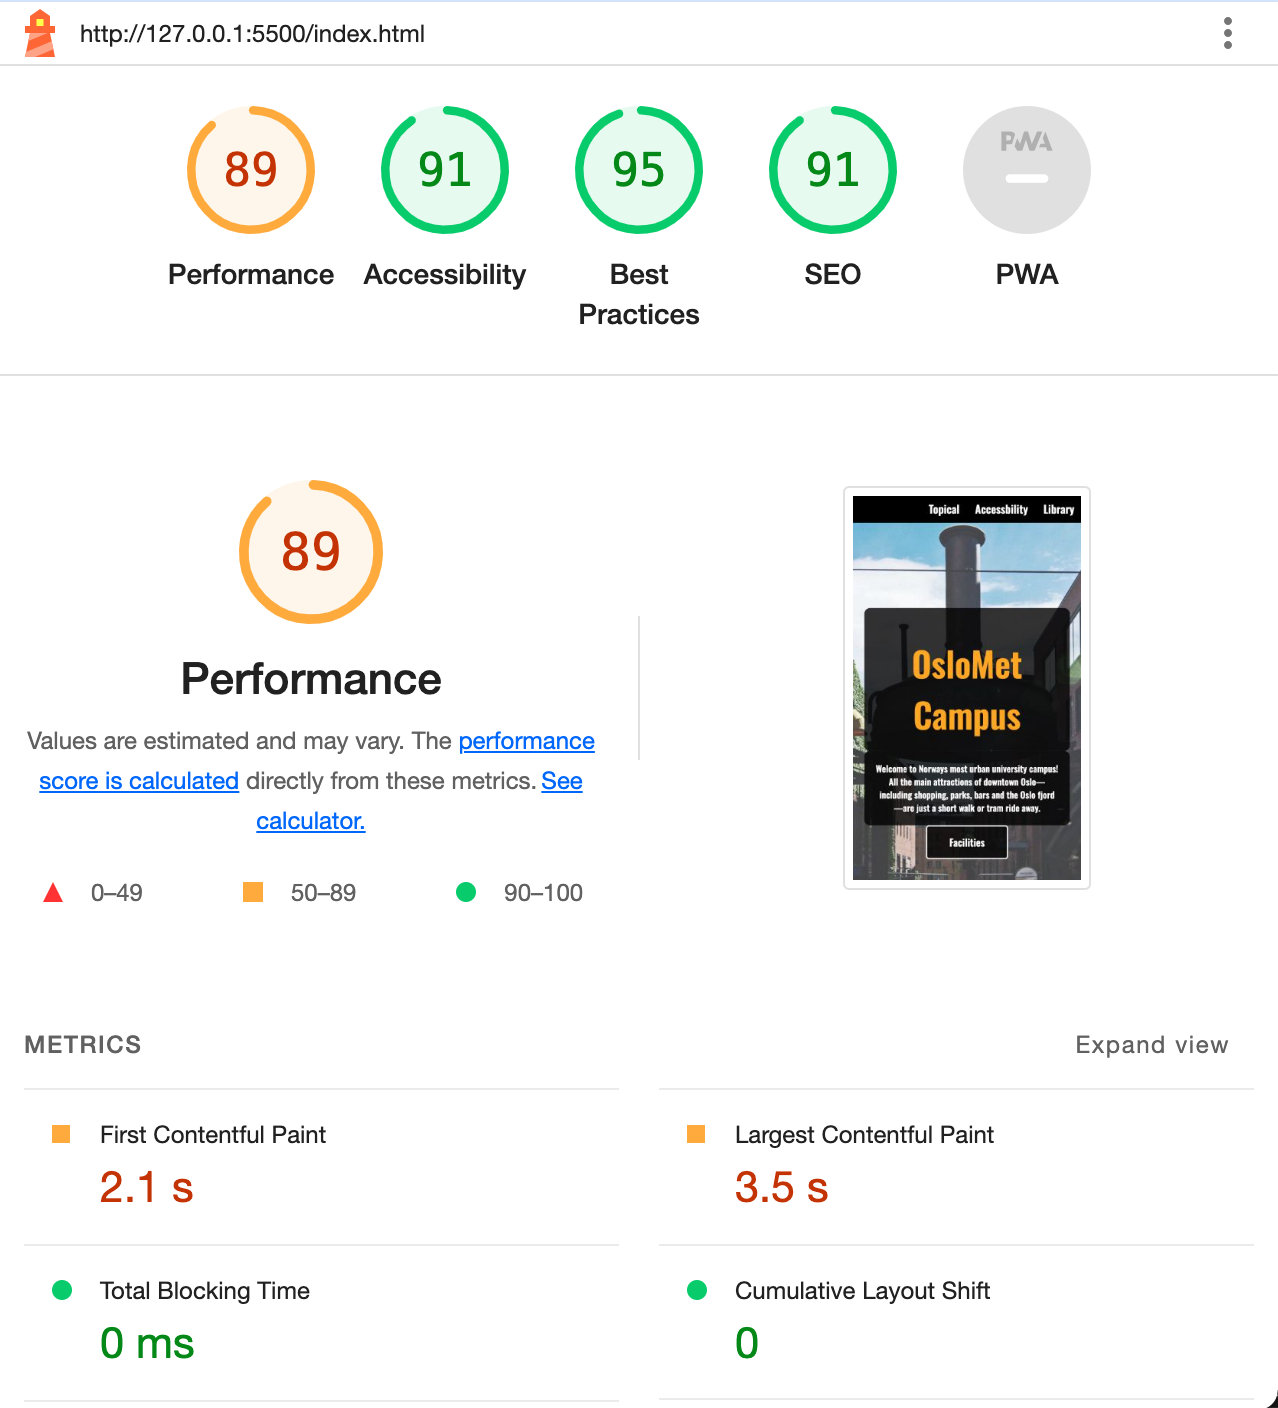 http://127.0.0.1:5500/index.html
89
91
95
91
PWA
Performance
Accessibility
Best
Practices
SEO
PWA
89
Performance
Values are estimated and may vary. The performance
score is calculated directly from these metrics. See
calculator.
0–49
50–89
90–100
Topical Accessbility Library
OsloMet
Campus
Welcome to Norways most urban university campus!
All the main attractions of downtown Oslo—
including shopping, parks, bars and the Oslo fjord
—are just a short walk or tram ride away.
Facilities
METRICS
Expand view
First Contentful Paint
2.1 s
Largest Contentful Paint
3.5 s
Total Blocking Time
0 ms
Cumulative Layout Shift
0